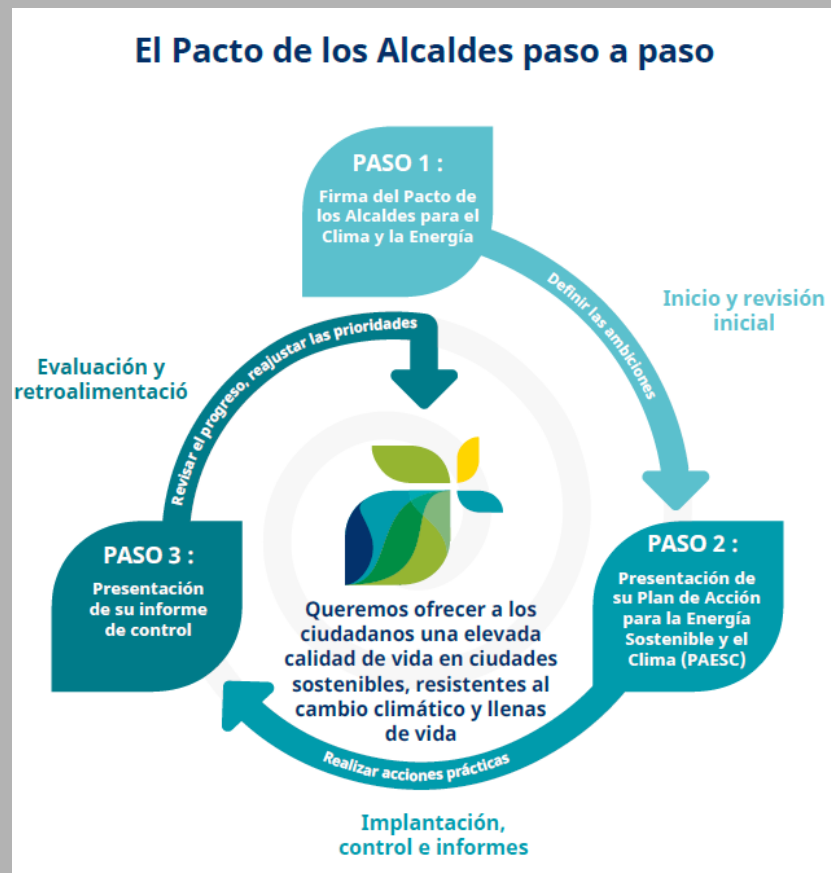 El Pacto de los Alcaldes paso a paso
PASO 1 :
Firma del Pacto de
los Alcaldes para el
Clima y la Energía
Definir las ambiciones
Inicio y revisión
inicial
PASO 2 :
Presentación de
su Plan de Acción
para la Energía
Sostenible y el
Clima (PAESC)
Realizar acciones prácticas
Implantación,
control e informes
PASO 3 :
Presentación
de su informe
de control
Revisar el progreso, reajustar las prioridades
Evaluación y
retroalimentació
Queremos ofrecer a los
ciudadanos una elevada
calidad de vida en ciudades
sostenibles, resistentes al
cambio climático y llenas
de vida